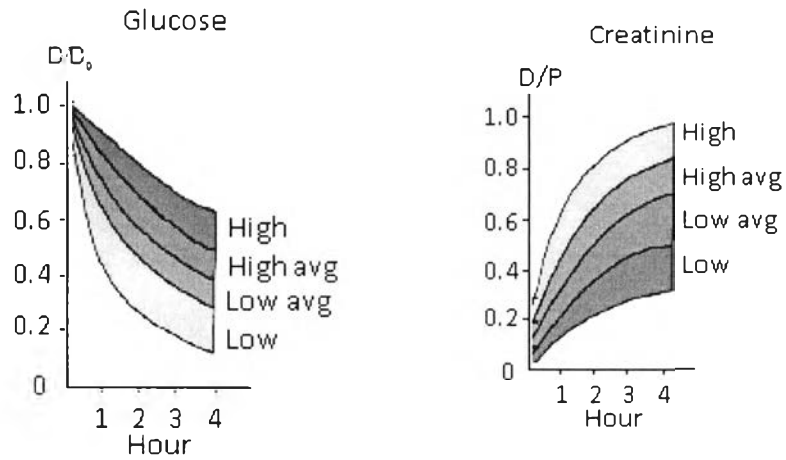 Glucose
D/D₀
1.0
0.8
0.6
0.4
0.2
0
High
High avg
Low avg
Low
1 2 3 4
Hour
Creatinine
D/P
1.0
0.8
0.6
0.4
0.2
0
High
High avg
Low avg
Low
1 2 3 4
Hour